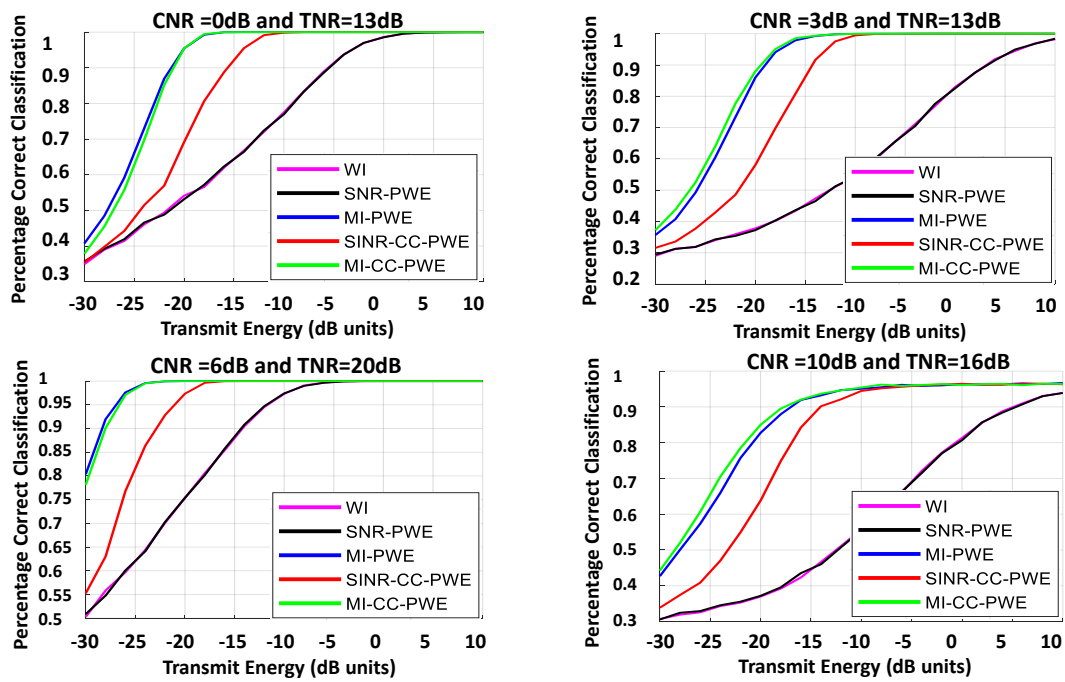 CNR =0dB and TNR=13dB
Percentage Correct Classification
1
0.9
0.8
0.7
0.6
0.5
0.4
0.3
WI
SNR-PWE
MI-PWE
SINR-CC-PWE
MI-CC-PWE
-30 -25 -20 -15 -10 -5 0 5 10
Transmit Energy (dB units)
CNR =3dB and TNR=13dB
Percentage Correct Classification
1
0.9
0.8
0.7
0.6
0.5
0.4
0.3
0.2
WI
SNR-PWE
MI-PWE
SINR-CC-PWE
MI-CC-PWE
-30 -25 -20 -15 -10 -5 0 5 10
Transmit Energy (dB units)
CNR =6dB and TNR=20dB
Percentage Correct Classification
1
0.95
0.9
0.85
0.8
0.75
0.7
0.65
0.6
0.55
0.5
WI
SNR-PWE
MI-PWE
SINR-CC-PWE
MI-CC-PWE
-30 -25 -20 -15 -10 -5 0 5 10
Transmit Energy (dB units)
CNR =10dB and TNR=16dB
Percentage Correct Classification
1
0.9
0.8
0.7
0.6
0.5
0.4
0.3
WI
SNR-PWE
MI-PWE
SINR-CC-PWE
MI-CC-PWE
-30 -25 -20 -15 -10 -5 0 5 10
Transmit Energy (dB units)